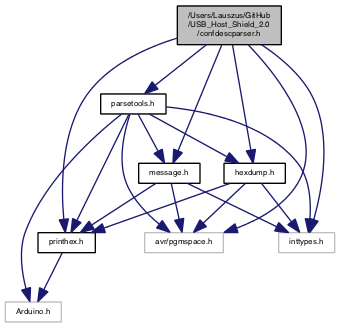 /Users/Lauszus/GitHub
/USB_Host_Shield_2.0
/confdescparser.h
parsetools.h
message.h
hexdump.h
printhex.h
avr/pgmspace.h
inttypes.h
Arduino.h